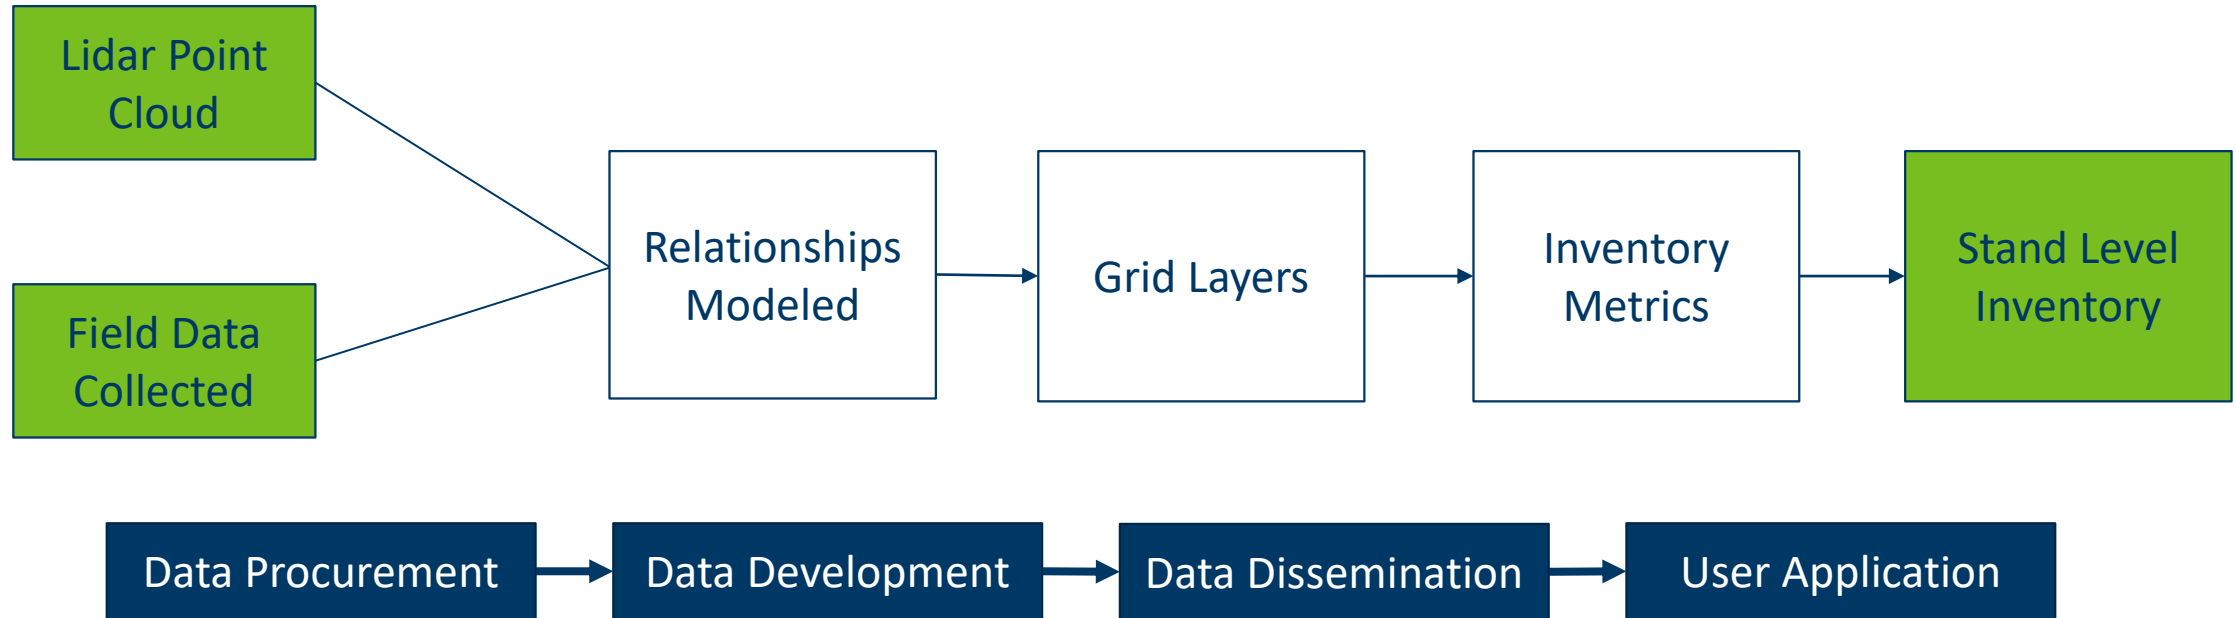 Lidar Point
Cloud
Field Data
Collected
Relationships
Modeled
Grid Layers
Inventory
Metrics
Stand Level
Inventory
Data Procurement
Data Development
Data Dissemination
User Application